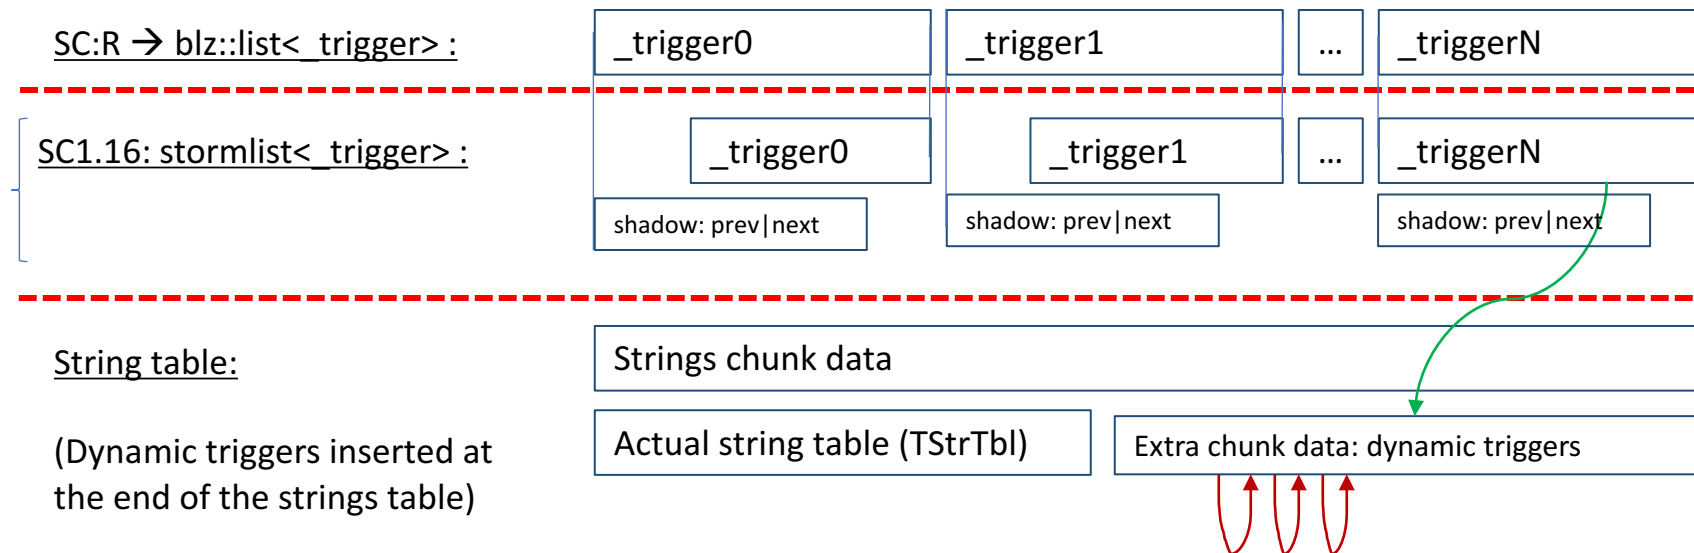 SC:R → blz::list<_trigger> :
_trigger0
_trigger1
...
_triggerN
SC1.16: stormlist<_trigger> :
_trigger0
_trigger1
...
_triggerN
shadow: prev|next
shadow: prev|next
shadow: prev|next
String table:
Strings chunk data
(Dynamic triggers inserted at
the end of the strings table)
Actual string table (TStrTbl)
Extra chunk data: dynamic triggers